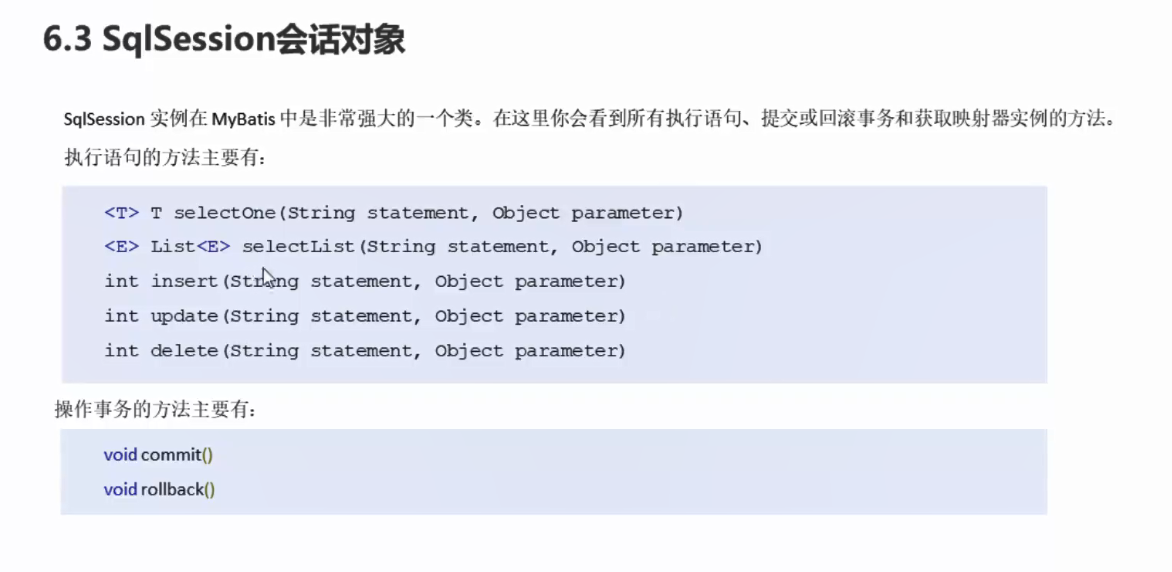 6.3 SqlSession会话对象
SqlSession 实例在 MyBatis 中是非常强大的一个类。在这里你会看到所有执行语句、提交或回滚事务和获取映射器实例的方法。
执行语句的方法主要有：
<T> T selectOne(String statement, Object parameter)
<E> List<E> selectList(String statement, Object parameter)
int insert(String statement, Object parameter)
int update(String statement, Object parameter)
int delete(String statement, Object parameter)
操作事务的方法主要有：
void commit()
void rollback()